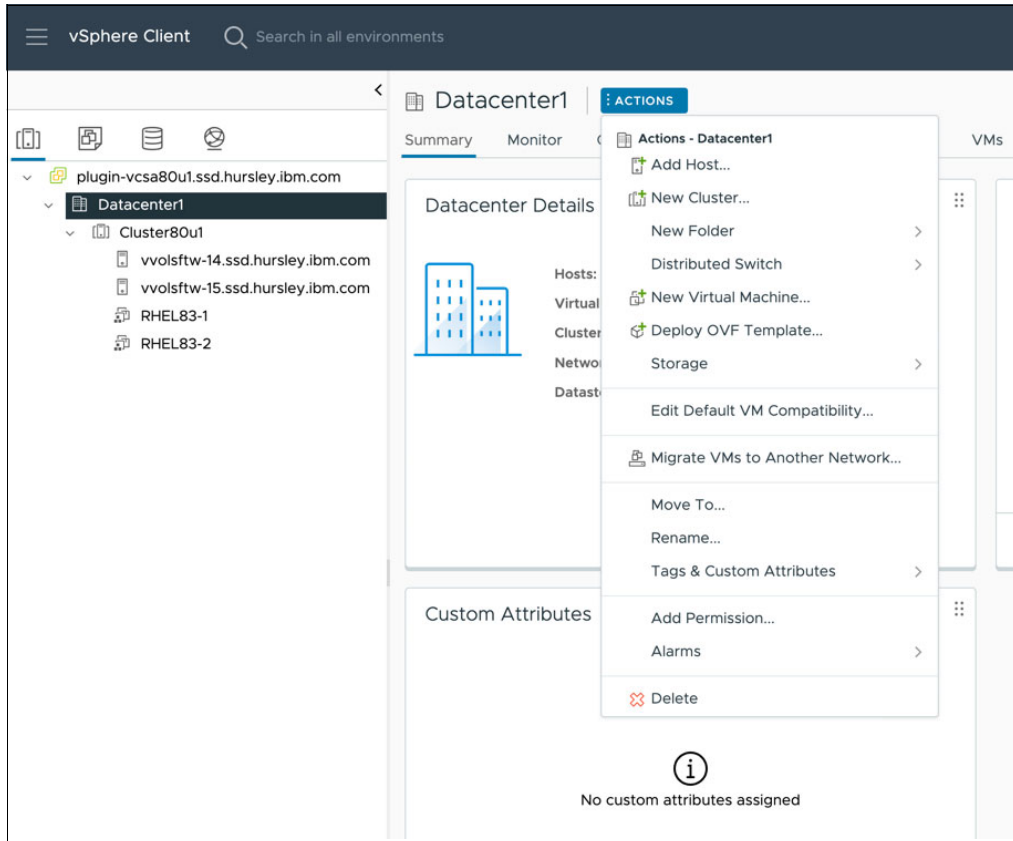 vSphere Client
Search in all environments
plugin-vcsa80u1.ssd.hursley.ibm.com
Datacenter1
Cluster80u1
vvolsftw-14.ssd.hursley.ibm.com
vvolsftw-15.ssd.hursley.ibm.com
RHEL83-1
RHEL83-2
Datacenter1
ACTIONS
Summary Monitor VMs
Datacenter Details
Hosts:
Virtual
Cluster
Netwo
Datast
Actions - Datacenter1
Add Host...
New Cluster...
New Folder
Distributed Switch
New Virtual Machine...
Deploy OVF Template...
Storage
Edit Default VM Compatibility...
Migrate VMs to Another Network...
Move To...
Rename...
Tags & Custom Attributes
Add Permission...
Alarms
Delete
Custom Attributes
No custom attributes assigned